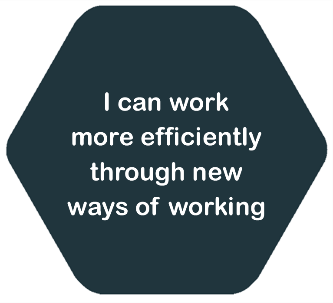 I can work
more efficiently
through new
ways of working